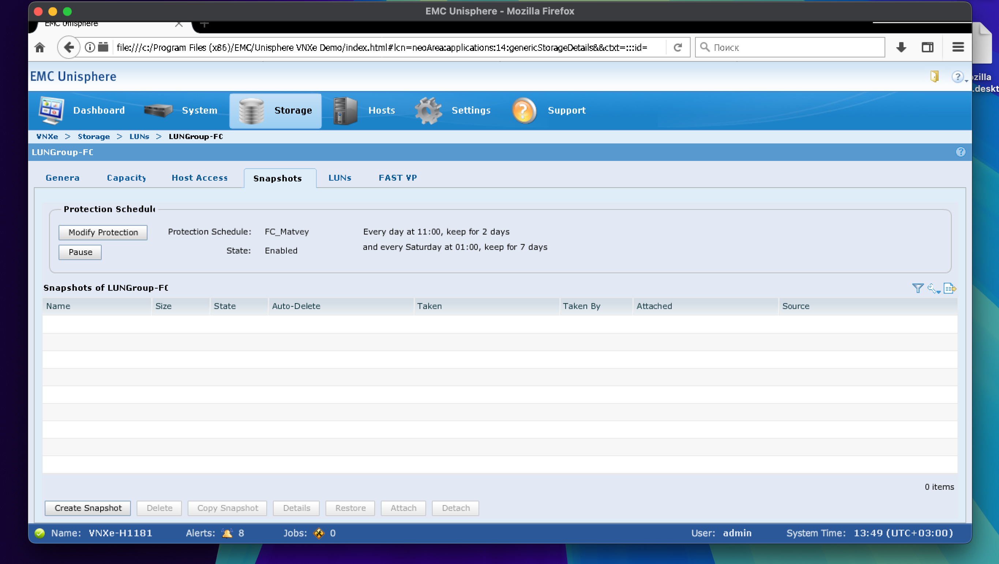 EMC Unisphere - Mozilla Firefox
EMC Unisphere
file:///c:/Program Files (x86)/EMC/Unisphere VNXe Demo/index.html#lcn=neoArea:applications:14:genericStorageDetails&&ctxt=:::id=
Поиск
EMC Unisphere
ozilla
.deskt
Dashboard System Storage Hosts Settings Support
VNXe > Storage > LUNs > LUNGroup-FC
LUNGroup-FC
Genera Capacity Host Access Snapshots LUNs FAST VP
Protection Schedul
Modify Protection Protection Schedule: FC_Matvey Every day at 11:00, keep for 2 days
and every Saturday at 01:00, keep for 7 days
Pause State: Enabled
Snapshots of LUNGroup-FC
Name Size State Auto-Delete Taken Taken By Attached Source
0 items
Create Snapshot Delete Copy Snapshot Details Restore Attach Detach
Name: VNXe-H1181 Alerts: 8 Jobs: 0 User: admin System Time: 13:49 (UTC+03:00)